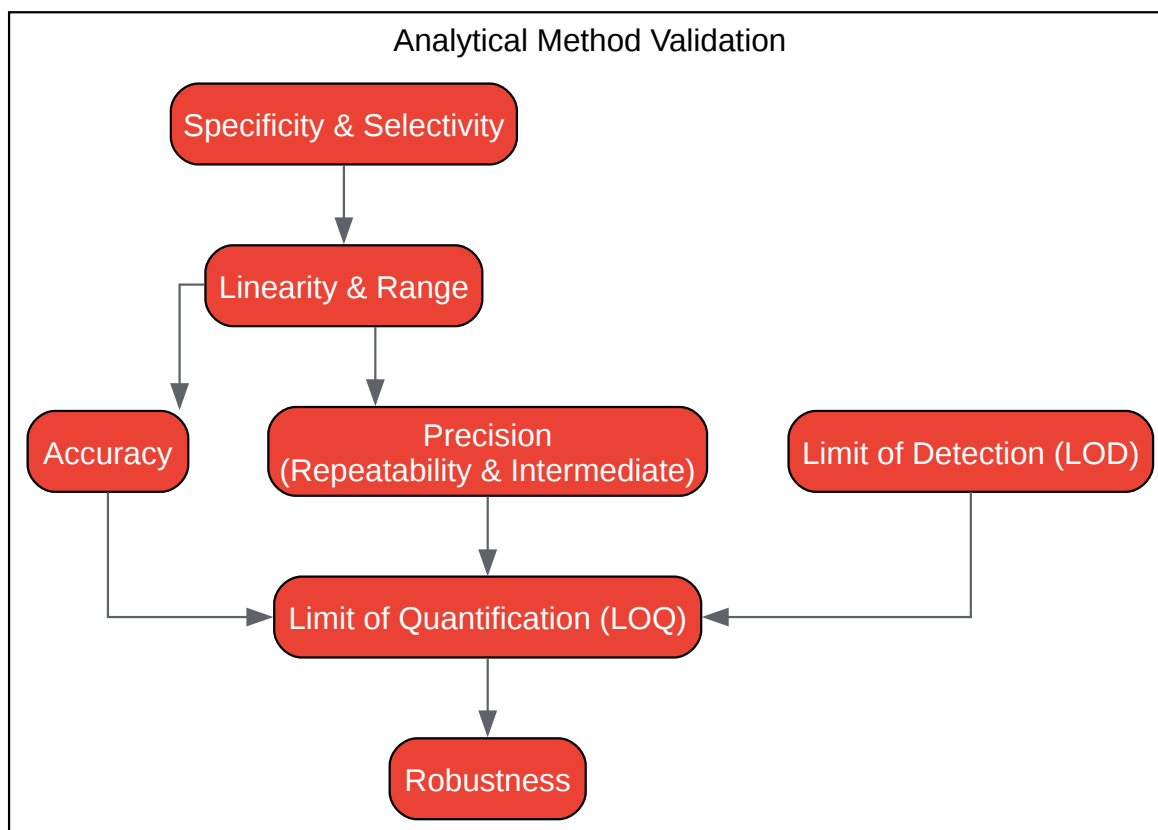 Analytical Method Validation
Specificity & Selectivity
Linearity & Range
Accuracy
Precision
(Repeatability & Intermediate)
Limit of Detection (LOD)
Limit of Quantification (LOQ)
Robustness